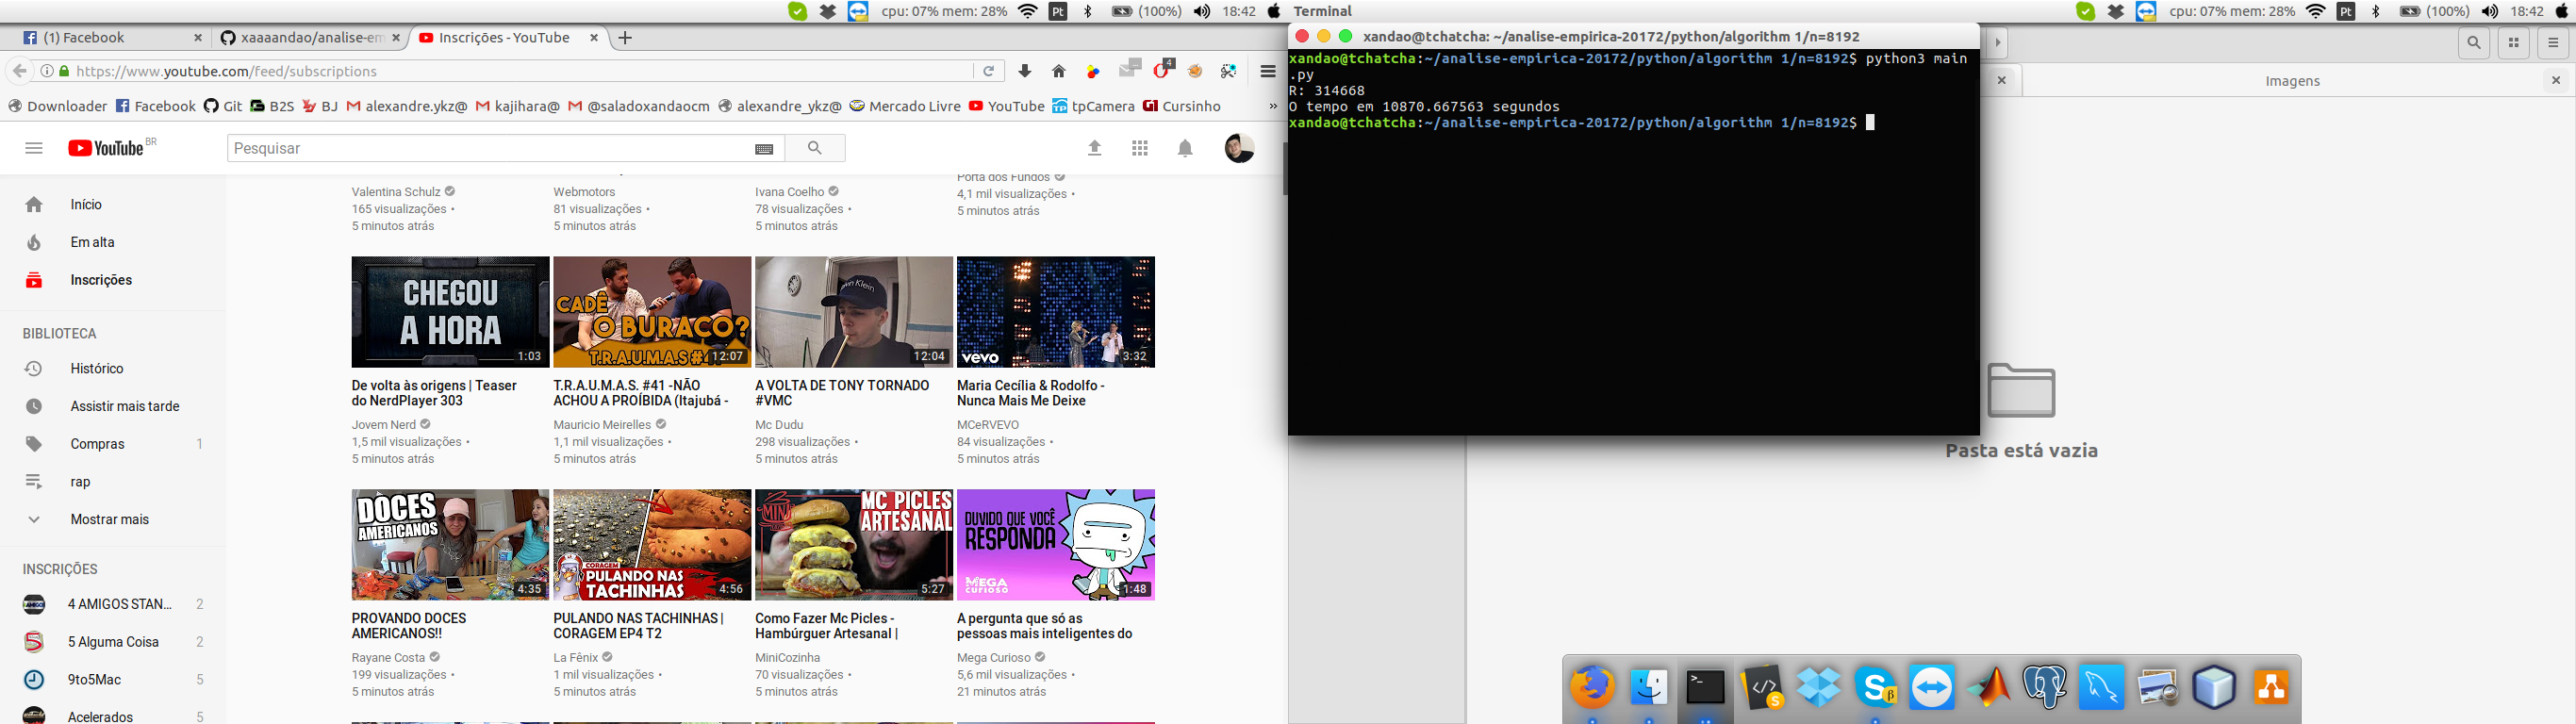 cpu: 07% mem: 28% Pt (100%) 18:42
(1) Facebook
xaaaandao/analise-em
Inscrições - YouTube
https://www.youtube.com/feed/subscriptions
4
Downloader Facebook Git B2S BJ alexandre.ykz@ kajihara@ @saladoxandaocm alexandre_ykz@ Mercado Livre YouTube tpCamera Cursinho »
YouTube BR
Pesquisar
Início
Em alta
Inscrições
BIBLIOTECA
Histórico
Assistir mais tarde
Compras 1
rap
Mostrar mais
INSCRIÇÕES
4 AMIGOS STAN... 2
5 Alguma Coisa 2
9to5Mac 5
Acelerados 5
Valentina Schulz
165 visualizações •
5 minutos atrás
Webmotors
81 visualizações •
5 minutos atrás
Ivana Coelho
78 visualizações •
5 minutos atrás
Porta dos Fundos
4,1 mil visualizações •
5 minutos atrás
CHEGOU
A HORA
1:03
De volta às origens | Teaser
do NerdPlayer 303
Jovem Nerd
1,5 mil visualizações •
5 minutos atrás
CADÊ
O BURACO?
T.R.A.U.M.A.S #41
12:07
T.R.A.U.M.A.S. #41 -NÃO
ACHOU A PROÍBIDA (Itajubá -
Mauricio Meirelles
1,1 mil visualizações •
5 minutos atrás
12:04
A VOLTA DE TONY TORNADO
#VMC
Mc Dudu
298 visualizações •
5 minutos atrás
vevo
3:32
Maria Cecília & Rodolfo -
Nunca Mais Me Deixe
MCeRVEVO
84 visualizações •
5 minutos atrás
DOCES
AMERICANOS
4:35
PROVANDO DOCES
AMERICANOS!!
Rayane Costa
199 visualizações •
5 minutos atrás
CORAGEM
PULANDO NAS
TACHINHAS
4:56
PULANDO NAS TACHINHAS |
CORAGEM EP4 T2
La Fênix
1 mil visualizações •
5 minutos atrás
MINI
MC PICLES
ARTESANAL
5:27
Como Fazer Mc Picles -
Hambúrguer Artesanal |
MiniCozinha
70 visualizações •
5 minutos atrás
DUVIDO QUE VOCÊ
RESPONDA
MEGA
CURIOSO
1:48
A pergunta que só as
pessoas mais inteligentes do
Mega Curioso
5,6 mil visualizações •
21 minutos atrás
Terminal
cpu: 07% mem: 28% Pt (100%) 18:42
xandao@tchatcha: ~/analise-empirica-20172/python/algorithm 1/n=8192
xandao@tchatcha:~/analise-empirica-20172/python/algorithm 1/n=8192$ python3 main
.py
R: 314668
O tempo em 10870.667563 segundos
xandao@tchatcha:~/analise-empirica-20172/python/algorithm 1/n=8192$
Imagens
Pasta está vazia